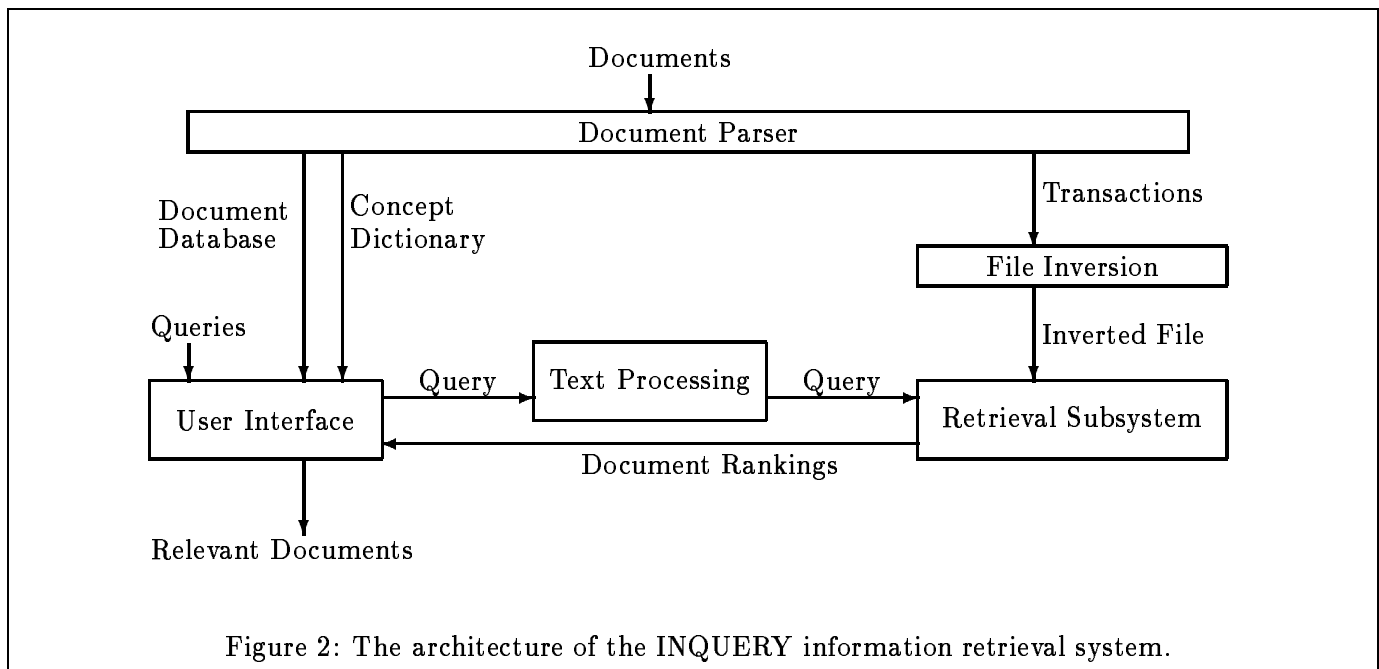 Documents
Document Parser
Document
Database
Concept
Dictionary
Transactions
File Inversion
Queries
Inverted File
Query
Text Processing
Query
User Interface
Retrieval Subsystem
Document Rankings
Relevant Documents
Figure 2: The architecture of the INQUERY information retrieval system.